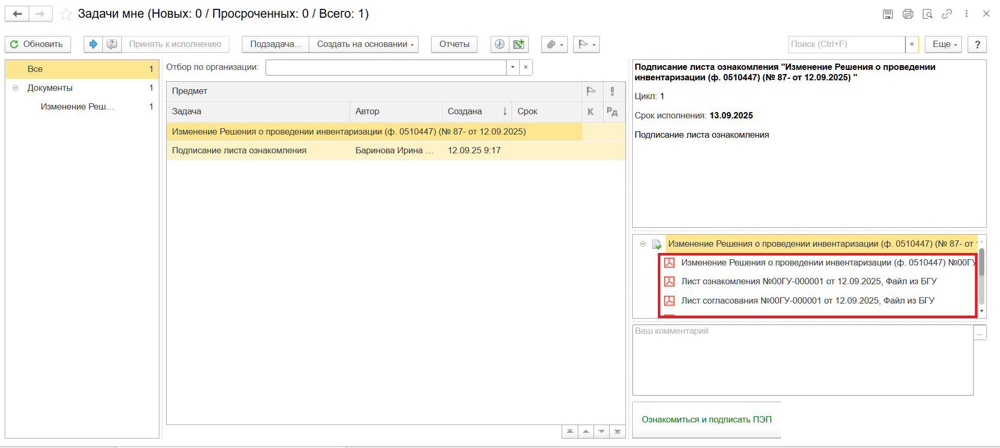 Задачи мне (Новых: 0 / Просроченных: 0 / Всего: 1)
Обновить
Принять к исполнению
Подзадача...
Создать на основании
Отчеты
Поиск (Ctrl+F)
×
Еще
?
Все 1
Документы 1
Изменение Реш... 1
Отбор по организации:
×
Предмет
Задача Автор Создана ↓ Срок К Рд
Изменение Решения о проведении инвентаризации (ф. 0510447) (№ 87- от 12.09.2025)
Подписание листа ознакомления Баринова Ирина ... 12.09.25 9:17
Подписание листа ознакомления "Изменение Решения о проведении
инвентаризации (ф. 0510447) (№ 87- от 12.09.2025) "
Цикл: 1
Срок исполнения: 13.09.2025
Подписание листа ознакомления
Изменение Решения о проведении инвентаризации (ф. 0510447) (№ 87- от
Изменение Решения о проведении инвентаризации (ф. 0510447) №00ГУ
Лист ознакомления №00ГУ-000001 от 12.09.2025, Файл из БГУ
Лист согласования №00ГУ-000001 от 12.09.2025, Файл из БГУ
Ваш комментарий
...
Ознакомиться и подписать ПЭП